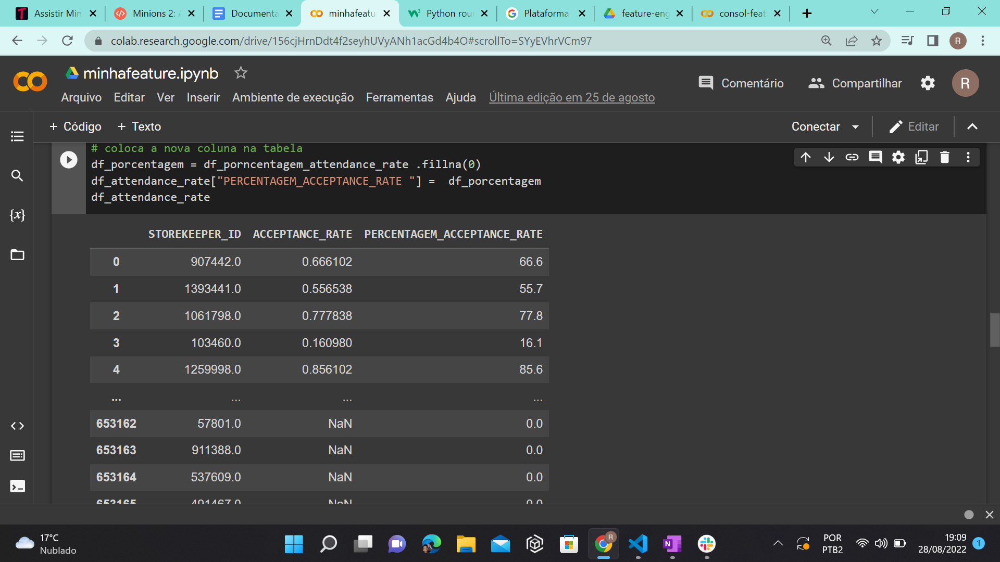 Assistir Min
Minions 2: A
Documenta
minhafeatu
Python rou
Plataforma
feature-eng
consol-feat
colab.research.google.com/drive/156cjHrnDdt4f2seyhUVyANh1acGd4b4O#scrollTo=SYyEVhrVCm97
R
minhafeature.ipynb
Comentário
Compartilhar
R
Arquivo Editar Ver Inserir Ambiente de execução Ferramentas Ajuda Última edição em 25 de agosto
+ Código + Texto
Conectar
Editar
# coloca a nova coluna na tabela
df_porcentagem = df_porncentagem_attendance_rate .fillna(0)
df_attendance_rate["PERCENTAGEM_ACCEPTANCE_RATE "] =  df_porcentagem
df_attendance_rate
{x}
STOREKEEPER_ID ACCEPTANCE_RATE PERCENTAGEM_ACCEPTANCE_RATE
0 907442.0 0.666102 66.6
1 1393441.0 0.556538 55.7
2 1061798.0 0.777838 77.8
3 103460.0 0.160980 16.1
4 1259998.0 0.856102 85.6
... ... ... ...
653162 57801.0 NaN 0.0
653163 911388.0 NaN 0.0
653164 537609.0 NaN 0.0
653165 491467.0 NaN 0.0
17°C
Nublado
R
POR
PTB2
19:09
28/08/2022
1